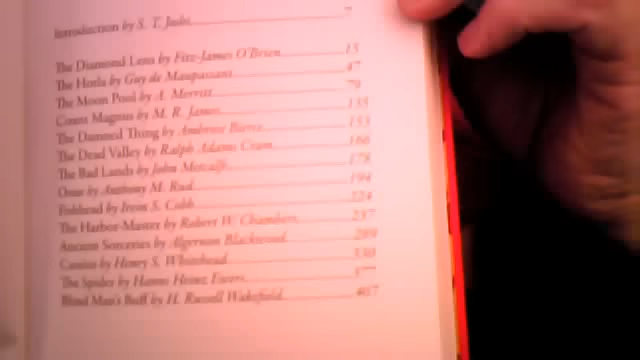 Introduction by S. T. Joshi 7
The Diamond Lens by Fitz-James O'Brien 15
The Horla by Guy de Maupassant 47
The Moon Pool by A. Merritt 79
Count Magnus by M. R. James 135
The Damned Thing by Ambrose Bierce 153
The Dead Valley by Ralph Adams Cram 166
The Bad Lands by John Metcalfe 178
Ooze by Anthony M. Rud 194
Fishhead by Irvin S. Cobb 224
The Harbor-Master by Robert W. Chambers 237
Ancient Sorceries by Algernon Blackwood 289
Cassius by Henry S. Whitehead 330
The Spider by Hanns Heinz Ewers
Blind Man's Buff by H. Russell Wakefield 407